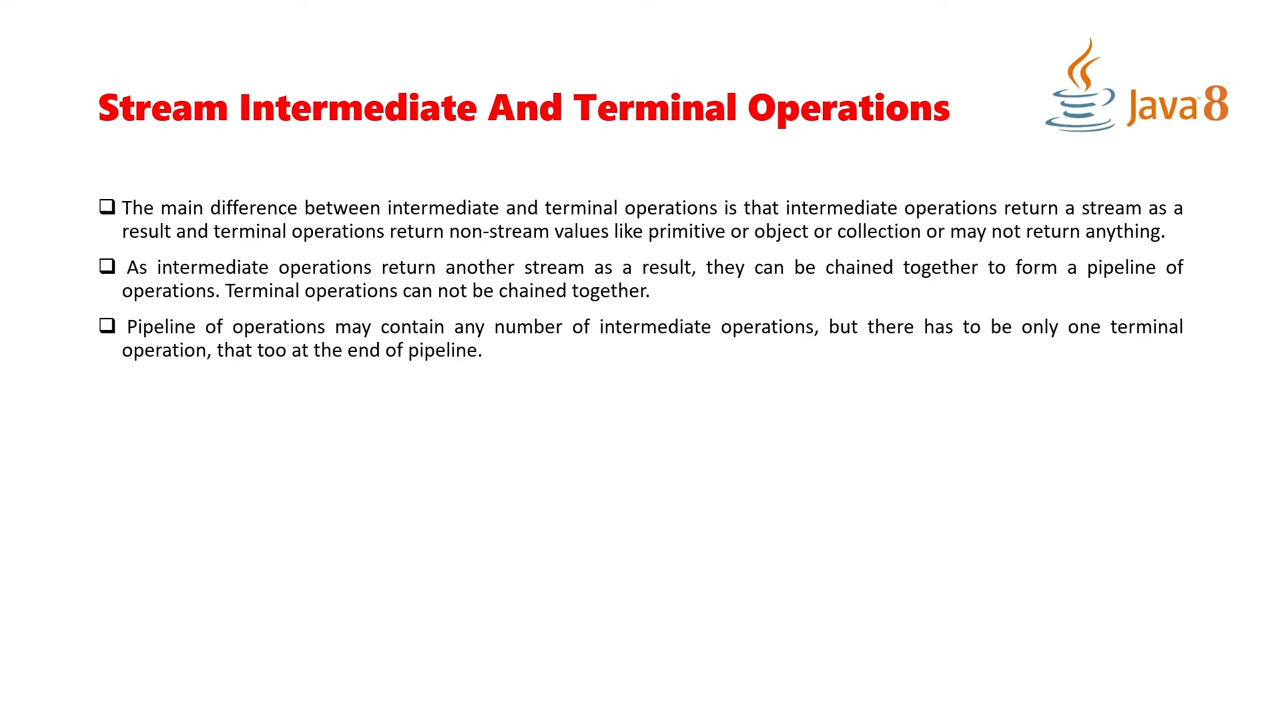 Stream Intermediate And Terminal Operations
Java 8
The main difference between intermediate and terminal operations is that intermediate operations return a stream as a
result and terminal operations return non-stream values like primitive or object or collection or may not return anything.
As intermediate operations return another stream as a result, they can be chained together to form a pipeline of
operations. Terminal operations can not be chained together.
Pipeline of operations may contain any number of intermediate operations, but there has to be only one terminal
operation, that too at the end of pipeline.